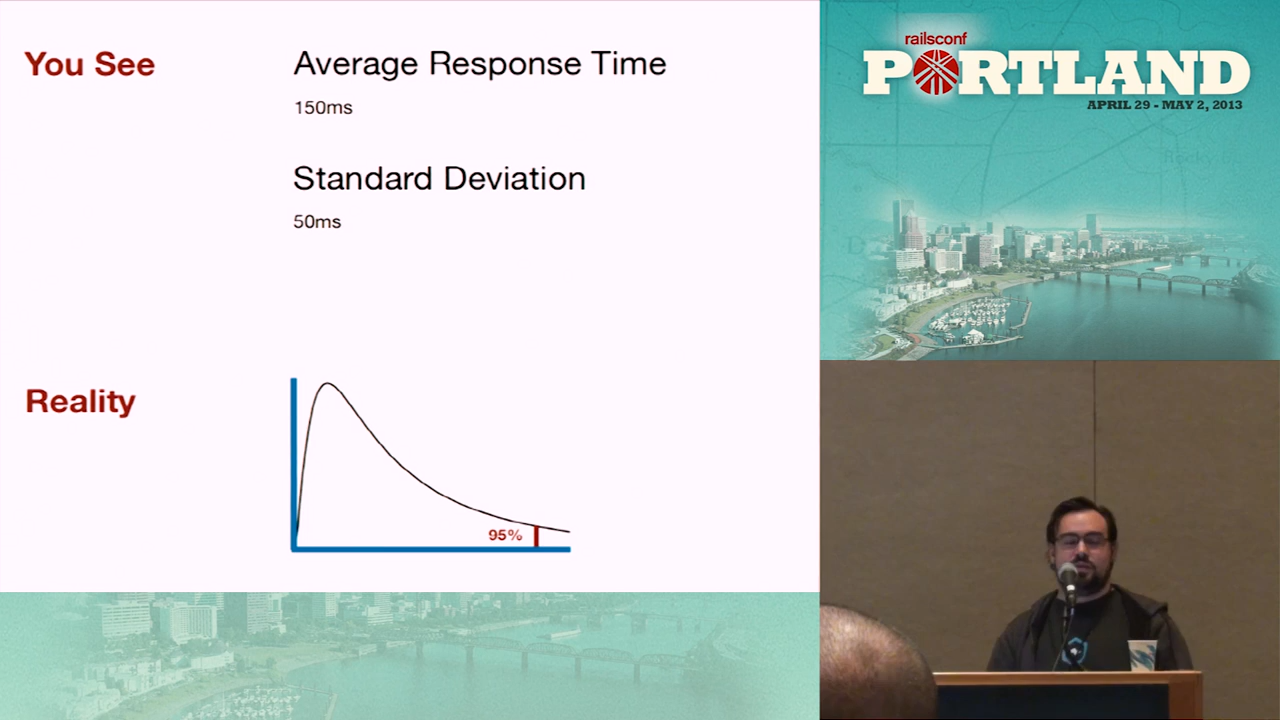 You See
Average Response Time
150ms
Standard Deviation
50ms
Reality
95%
railsconf
PORTLAND
APRIL 29 - MAY 2, 2013